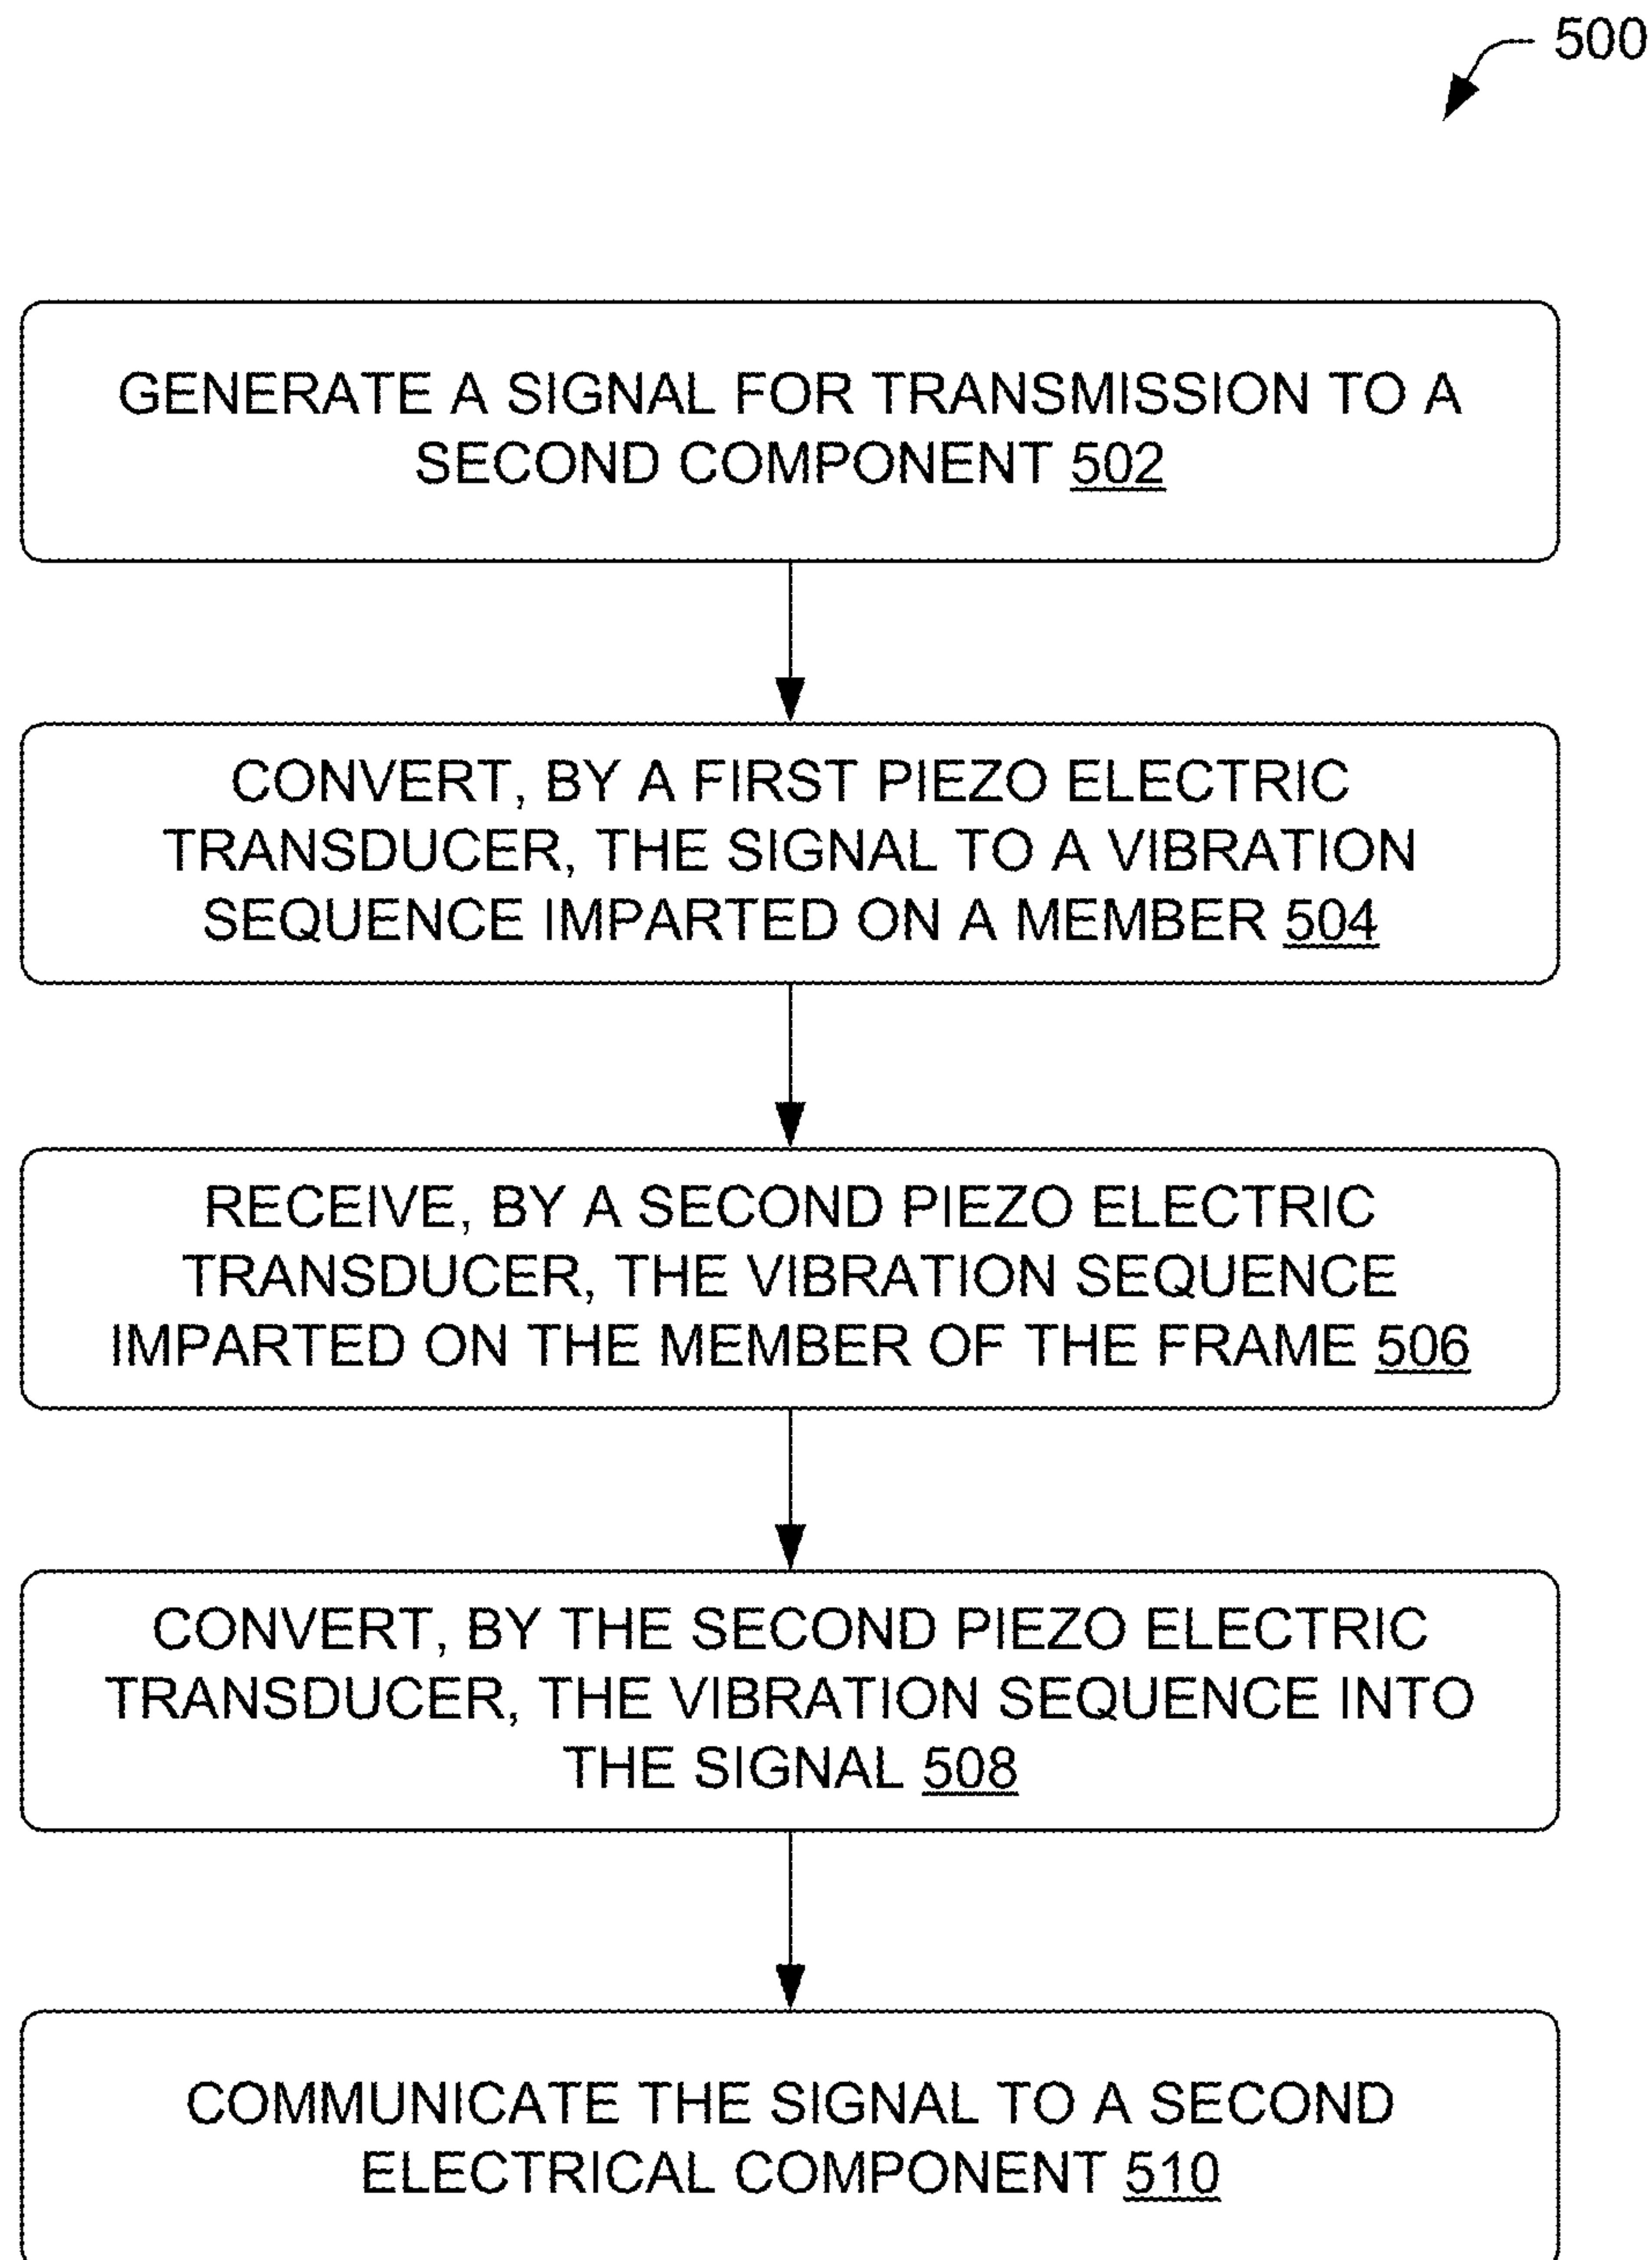 500
GENERATE A SIGNAL FOR TRANSMISSION TO A
SECOND COMPONENT 502
CONVERT, BY A FIRST PIEZO ELECTRIC
TRANSDUCER, THE SIGNAL TO A VIBRATION
SEQUENCE IMPARTED ON A MEMBER 504
RECEIVE, BY A SECOND PIEZO ELECTRIC
TRANSDUCER, THE VIBRATION SEQUENCE
IMPARTED ON THE MEMBER OF THE FRAME 506
CONVERT, BY THE SECOND PIEZO ELECTRIC
TRANSDUCER, THE VIBRATION SEQUENCE INTO
THE SIGNAL 508
COMMUNICATE THE SIGNAL TO A SECOND
ELECTRICAL COMPONENT 510